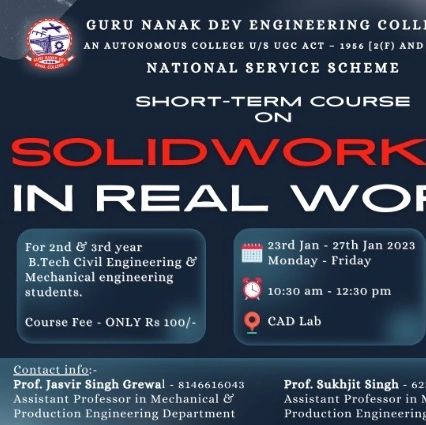 GURU NANAK DEV ENGINEERING COLL
AN AUTONOMOUS COLLEGE U/S UGC ACT - 1956 [2(F) AND
NATIONAL SERVICE SCHEME
SHORT-TERM COURSE
ON
SOLIDWORK
IN REAL WOR
For 2nd & 3rd year
B.Tech Civil Engineering &
Mechanical engineering
students.
Course Fee - ONLY Rs 100/-
23rd Jan - 27th Jan 2023
Monday - Friday
10:30 am - 12:30 pm
CAD Lab
Contact info:-
Prof. Jasvir Singh Grewal - 8146616043
Assistant Professor in Mechanical &
Production Engineering Department
Prof. Sukhjit Singh - 62
Assistant Professor in M
Production Engineering